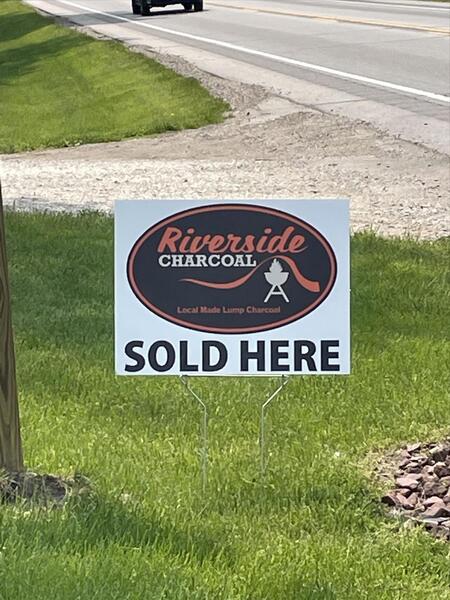 Riverside
CHARCOAL
Local Made Lump Charcoal
SOLD HERE